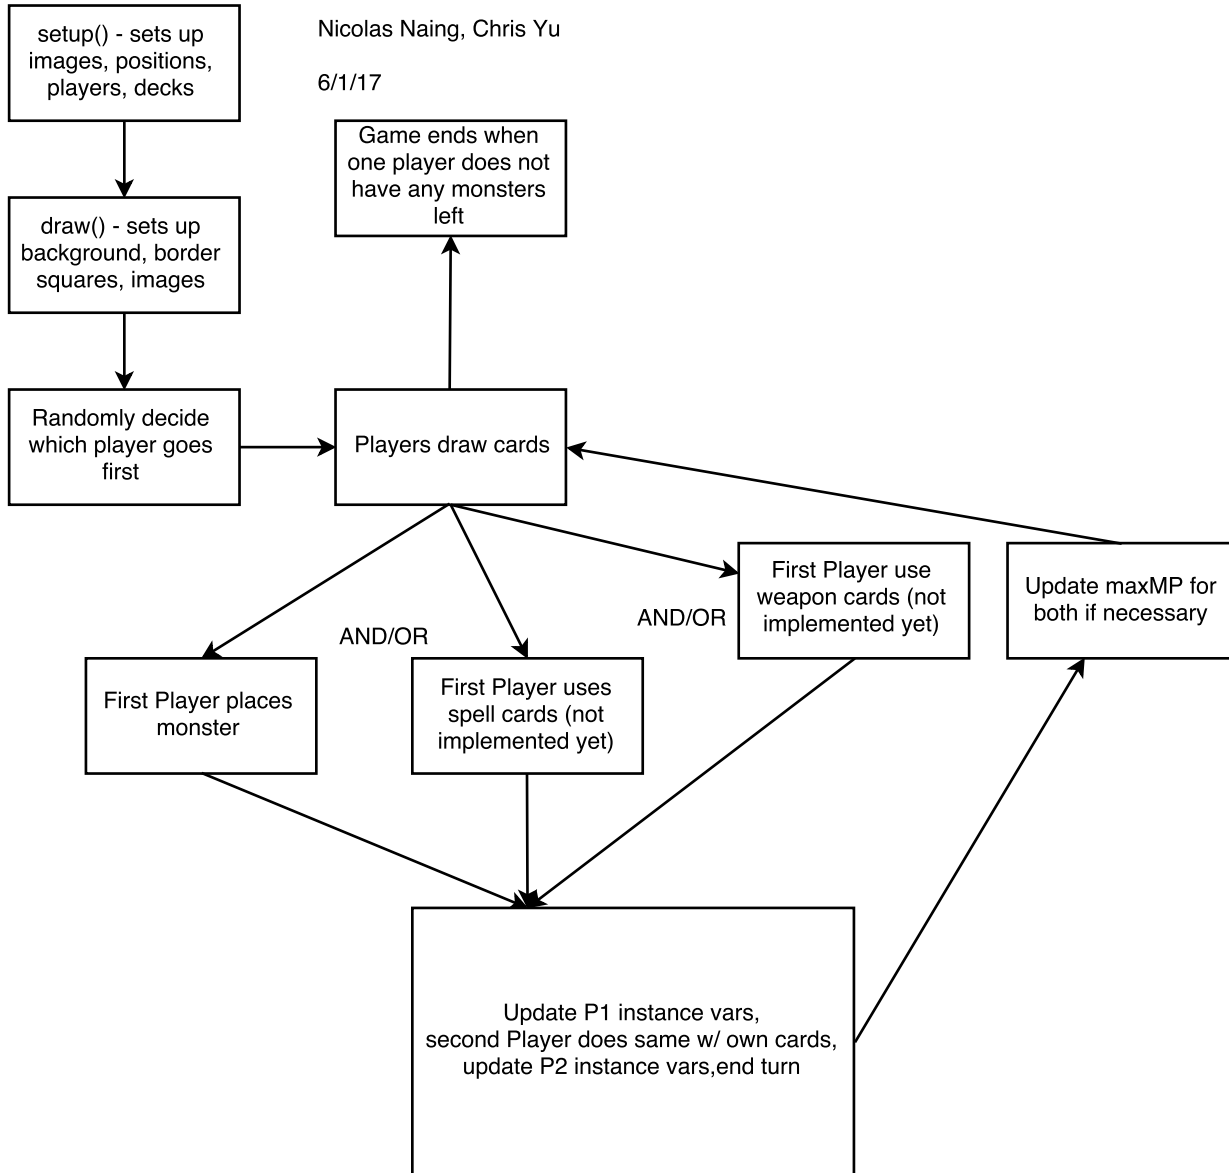 setup() - sets up
images, positions,
players, decks
Nicolas Naing, Chris Yu
6/1/17
Game ends when
one player does not
have any monsters
left
draw() - sets up
background, border
squares, images
Randomly decide
which player goes
first
Players draw cards
First Player use
weapon cards (not
implemented yet)
Update maxMP for
both if necessary
AND/OR
AND/OR
First Player places
monster
First Player uses
spell cards (not
implemented yet)
Update P1 instance vars,
second Player does same w/ own cards,
update P2 instance vars,end turn